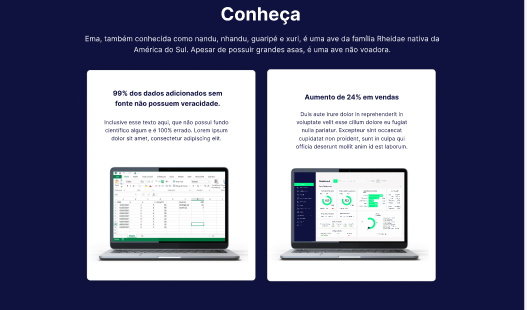 Conheça
Ema, também conhecida como nandu, nhandu, guaripé e xuri, é uma ave da família Rheidae nativa da
América do Sul. Apesar de possuir grandes asas, é uma ave não voadora.
99% dos dados adicionados sem
fonte não possuem veracidade.
Inclusive esse texto aqui, que não possui fundo
científico algum e é 100% errado. Lorem ipsum
dolor sit amet, consectetur adipiscing elit.
Aumento de 24% em vendas
Duis aute irure dolor in reprehenderit in
voluptate velit esse cillum dolore eu fugiat
nulla pariatur. Excepteur sint occaecat
cupidatat non proident, sunt in culpa qui
officia deserunt mollit anim id est laborum.